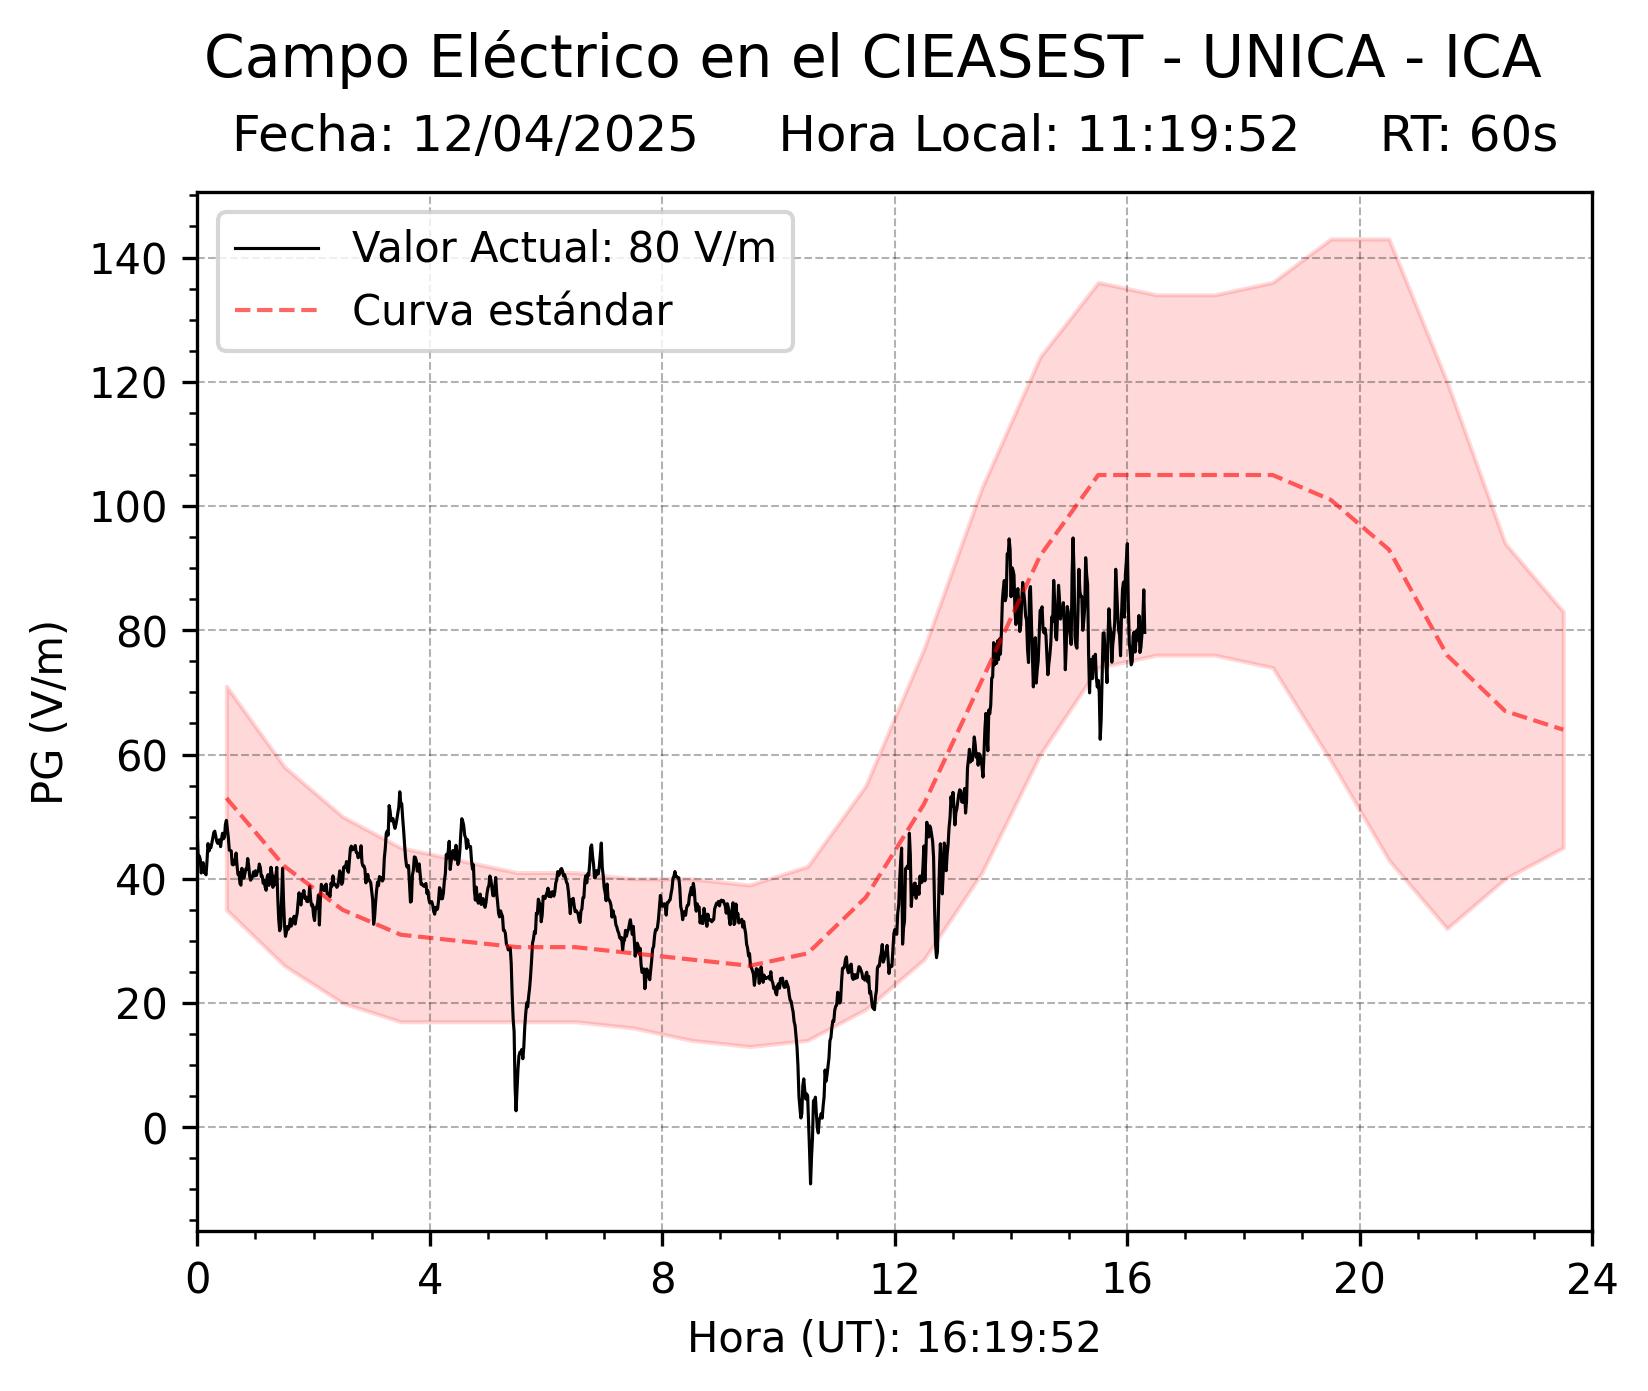 Campo Eléctrico en el CIEASEST - UNICA - ICA
Fecha: 12/04/2025 Hora Local: 11:19:52 RT: 60s
Valor Actual: 80 V/m
Curva estándar
PG (V/m)
140
120
100
80
60
40
20
0
0 4 8 12 16 20 24
Hora (UT): 16:19:52